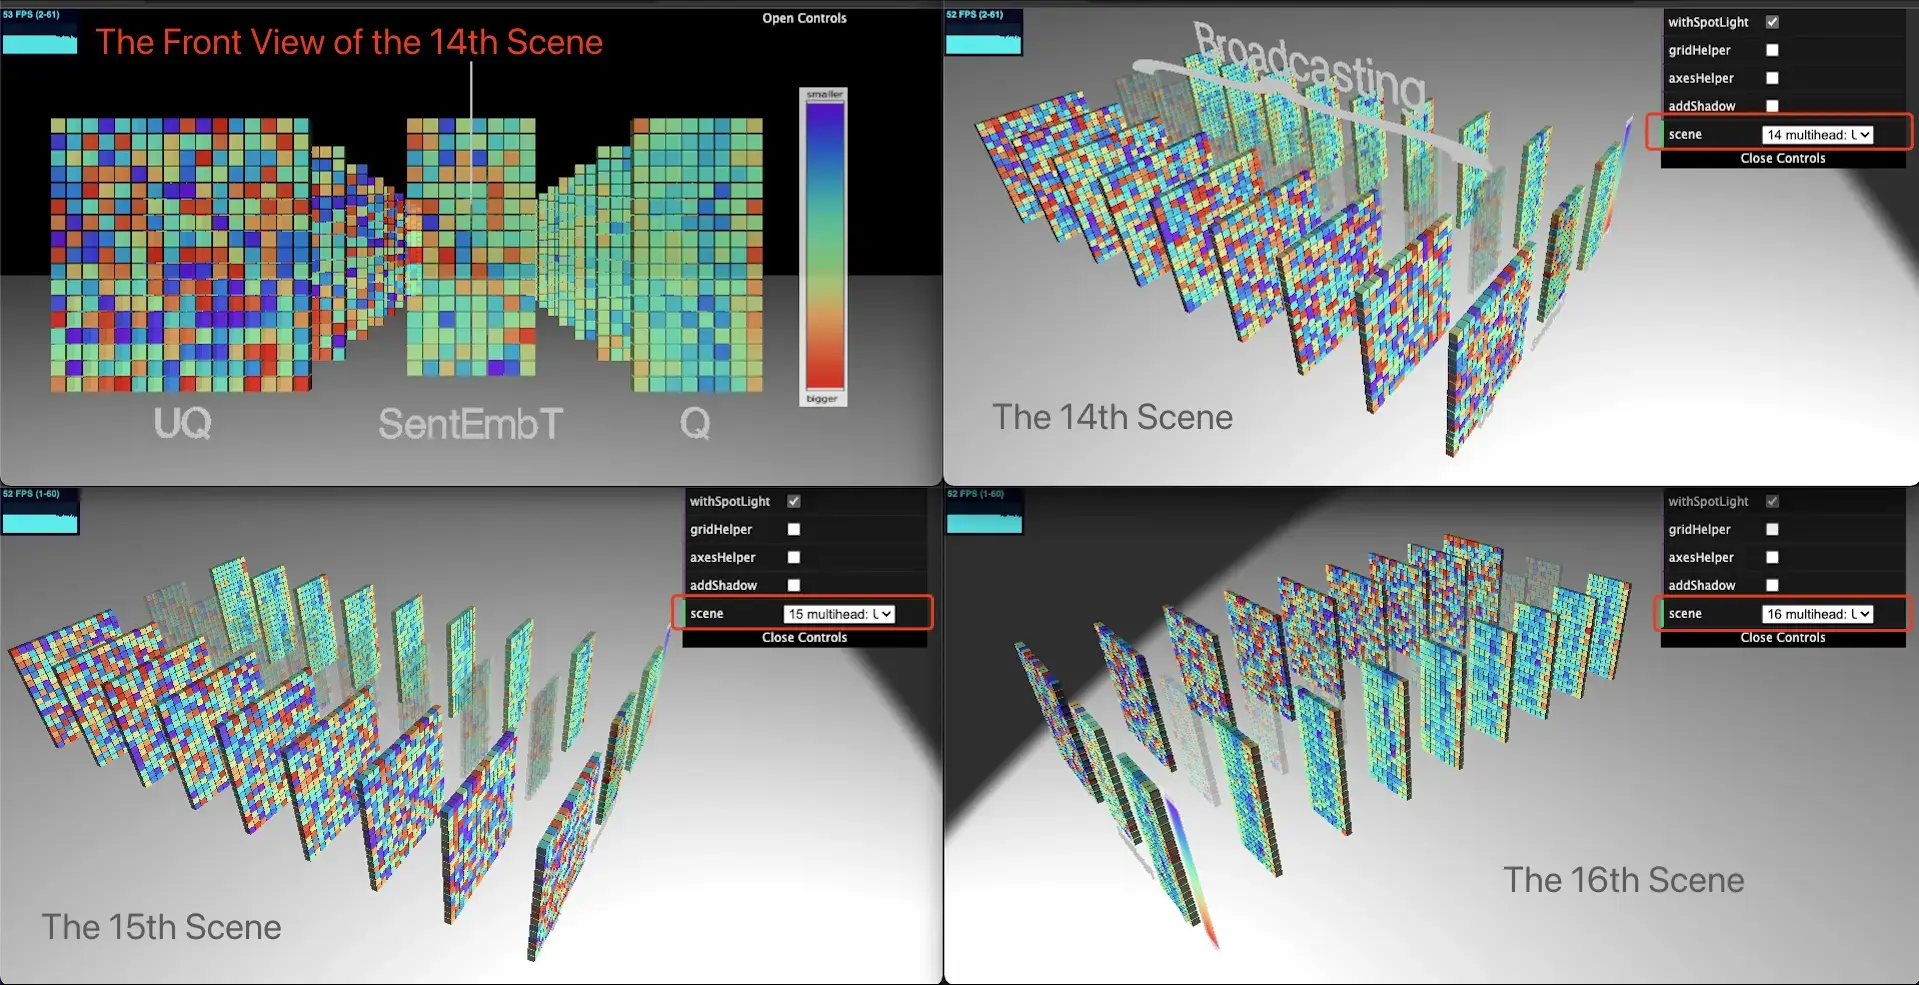 53 FPS (2-61)
The Front View of the 14th Scene
Open Controls
smaller
bigger
UQ
SentEmbT
Q
52 FPS (2-61)
Broadcasting
withSpotLight
gridHelper
axesHelper
addShadow
scene
14 multihead: U
Close Controls
The 14th Scene
52 FPS (1-60)
withSpotLight
gridHelper
axesHelper
addShadow
scene
15 multihead: U
Close Controls
The 15th Scene
52 FPS (1-60)
withSpotLight
gridHelper
axesHelper
addShadow
scene
16 multihead: U
Close Controls
The 16th Scene